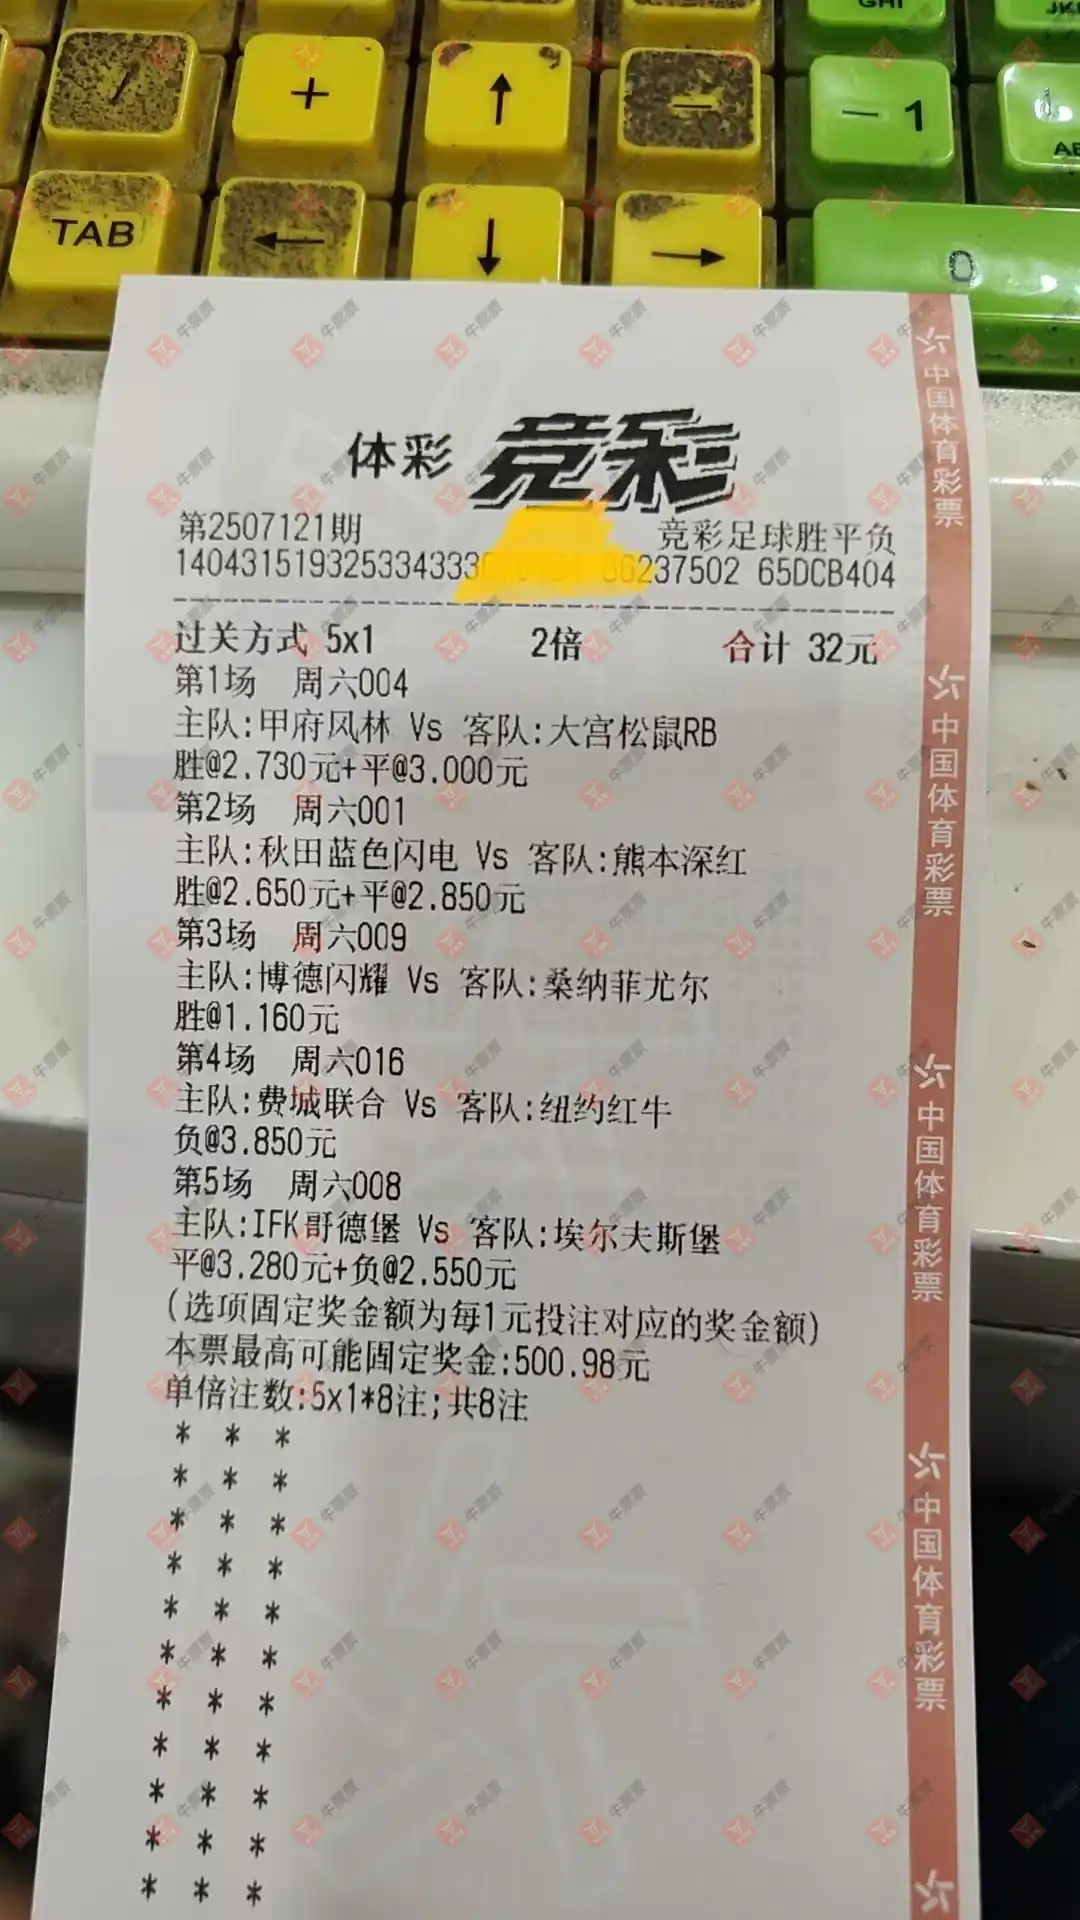 GHI
JK
/
+
↑
—
— 1
AB
TAB
←
↓
→
0
体彩 竞彩
第2507121期 竞彩足球胜平负
14043151932533433 86237502 65DCB404
过关方式 5x1 2倍 合计 32元
第1场 周六004
主队:甲府风林 Vs 客队:大宫松鼠RB
胜@2.730元+平@3.000元
第2场 周六001
主队:秋田蓝色闪电 Vs 客队:熊本深红
胜@2.650元+平@2.850元
第3场 周六009
主队:博德闪耀 Vs 客队:桑纳菲尤尔
胜@1.160元
第4场 周六016
主队:费城联合 Vs 客队:纽约红牛
负@3.850元
第5场 周六008
主队:IFK哥德堡 Vs 客队:埃尔夫斯堡
平@3.280元+负@2.550元
(选项固定奖金额为每1元投注对应的奖金额)
本票最高可能固定奖金:500.98元
单倍注数:5x1*8注;共8注
* * *
* * *
* * *
* * *
* * *
* * *
* * *
* * *
* * *
* * *
* * *
中国体育彩票
中国体育彩票
中国体育彩票
中国体育彩票
牛票票